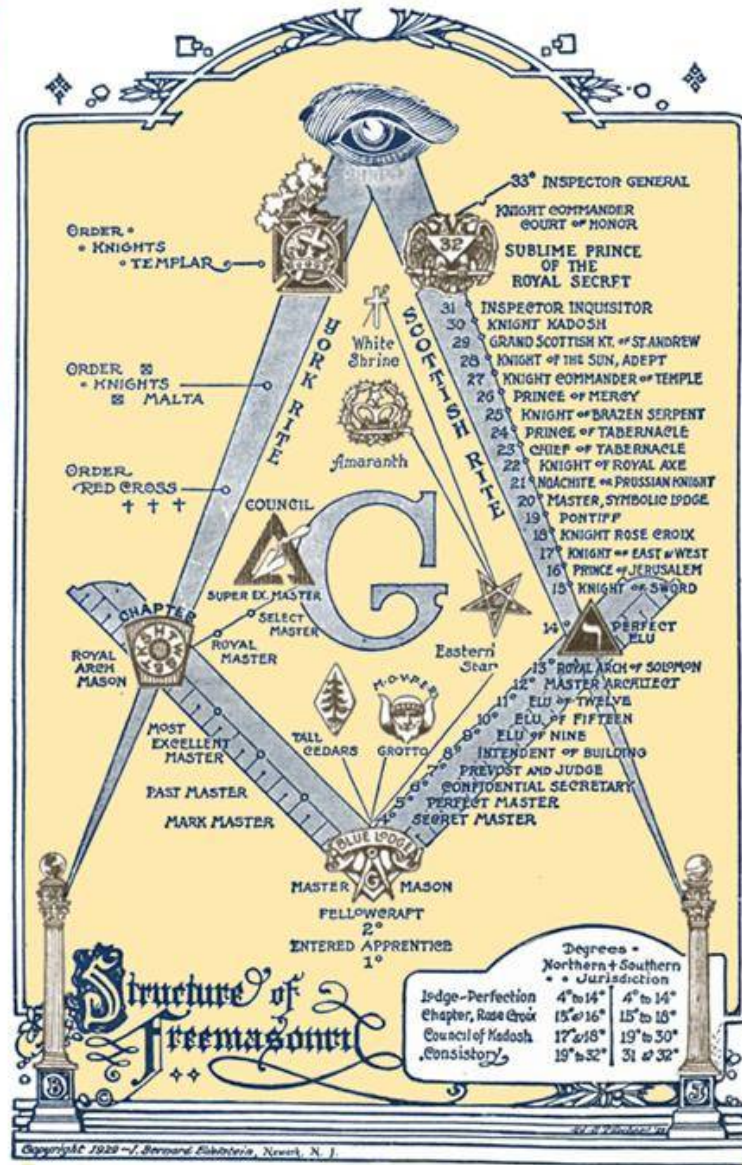 33° INSPECTOR GENERAL
KNIGHT COMMANDER
COURT OF HONOR
32
SUBLIME PRINCE
OF THE
ROYAL SECRET
ORDER
KNIGHTS
TEMPLAR
YORK RITE
SCOTTISH RITE
White
Shrine
31 INSPECTOR INQUISITOR
30 KNIGHT KADOSH
29 GRAND SCOTTISH KT. OF ST. ANDREW
28 KNIGHT OF THE SUN, ADEPT
27 KNIGHT COMMANDER OF TEMPLE
26 PRINCE OF MERCY
25 KNIGHT OF BRAZEN SERPENT
24 PRINCE OF TABERNACLE
23 CHIEF OF TABERNACLE
22 KNIGHT OF ROYAL AXE
21 NOACHITE OR PRUSSIAN KNIGHT
20° MASTER, SYMBOLIC LODGE
19° PONTIFF
18° KNIGHT ROSE CROIX
17° KNIGHT OF EAST & WEST
16° PRINCE OF JERUSALEM
15° KNIGHT OF SWORD
ORDER
KNIGHTS
MALTA
Amaranth
ORDER
RED CROSS
COUNCIL
SUPER EX. MASTER
SELECT
MASTER
ROYAL
MASTER
G
Eastern
Star
CHAPTER
HTWSSTKS
ROYAL
ARCH
MASON
14° PERFECT
ELU
13° ROYAL ARCH OF SOLOMON
12° MASTER ARCHITECT
11° ELU OF TWELVE
10° ELU OF FIFTEEN
9° ELU OF NINE
8° INTENDENT OF BUILDING
7° PREVOST AND JUDGE
6° CONFIDENTIAL SECRETARY
5° PERFECT MASTER
4° SECRET MASTER
MOST
EXCELLENT
MASTER
PAST MASTER
MARK MASTER
TALL
CEDARS
M.O.V.P.E.R.
GROTTO
BLUE LODGE
G
MASTER MASON
FELLOWCRAFT
2°
ENTERED APPRENTICE
1°
Structure of
Freemasonry
Degrees
Northern + Southern
Jurisdiction
Lodge-Perfection 4° to 14° 4° to 14°
Chapter, Rose Croix 15 & 16° 15° to 18°
Council of Kadosh 17 & 18° 19° to 30°
Consistory 19° to 32° 31 & 32°
B
J
Copyright 1929 - J. Bernard Newark, N. J.